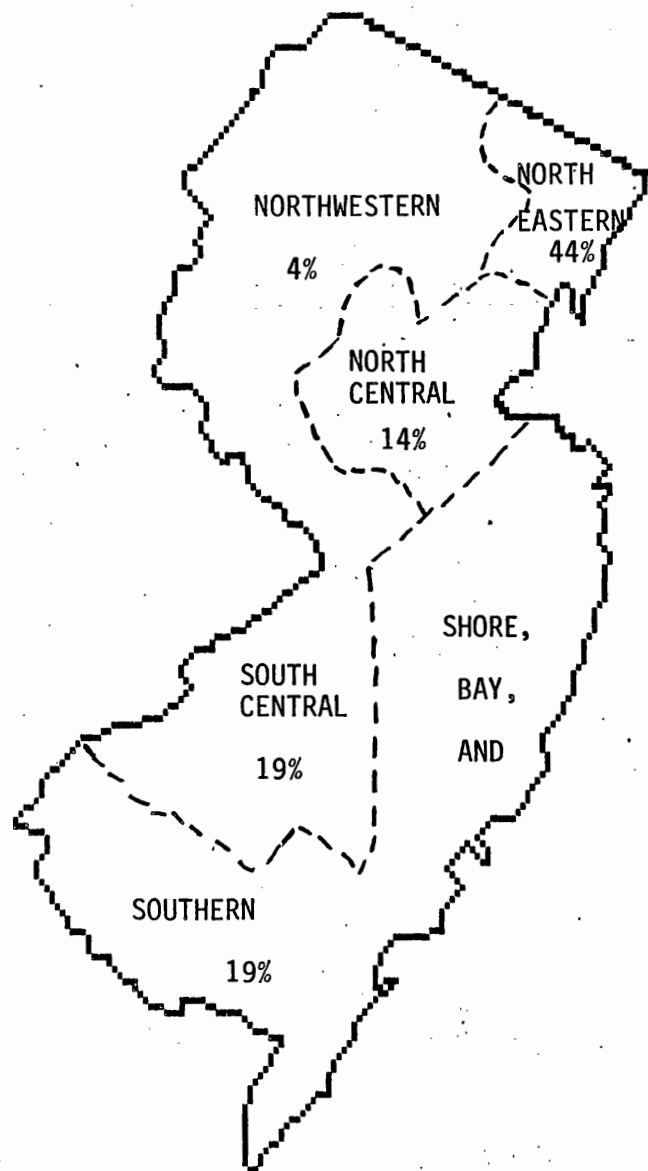 NORTHWESTERN
4%
NORTH
EASTERN
44%
NORTH
CENTRAL
14%
SOUTH
CENTRAL
19%
SHORE,
BAY,
AND
SOUTHERN
19%